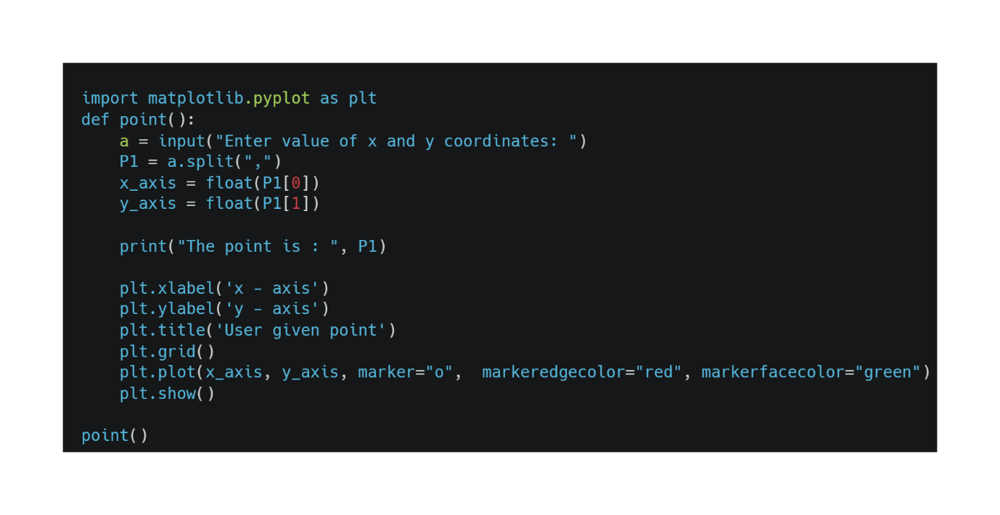 import matplotlib.pyplot as plt
def point():
    a = input("Enter value of x and y coordinates: ")
    P1 = a.split(",")
    x_axis = float(P1[0])
    y_axis = float(P1[1])

    print("The point is : ", P1)

    plt.xlabel('x - axis')
    plt.ylabel('y - axis')
    plt.title('User given point')
    plt.grid()
    plt.plot(x_axis, y_axis, marker="o",  markeredgecolor="red", markerfacecolor="green")
    plt.show()

point()